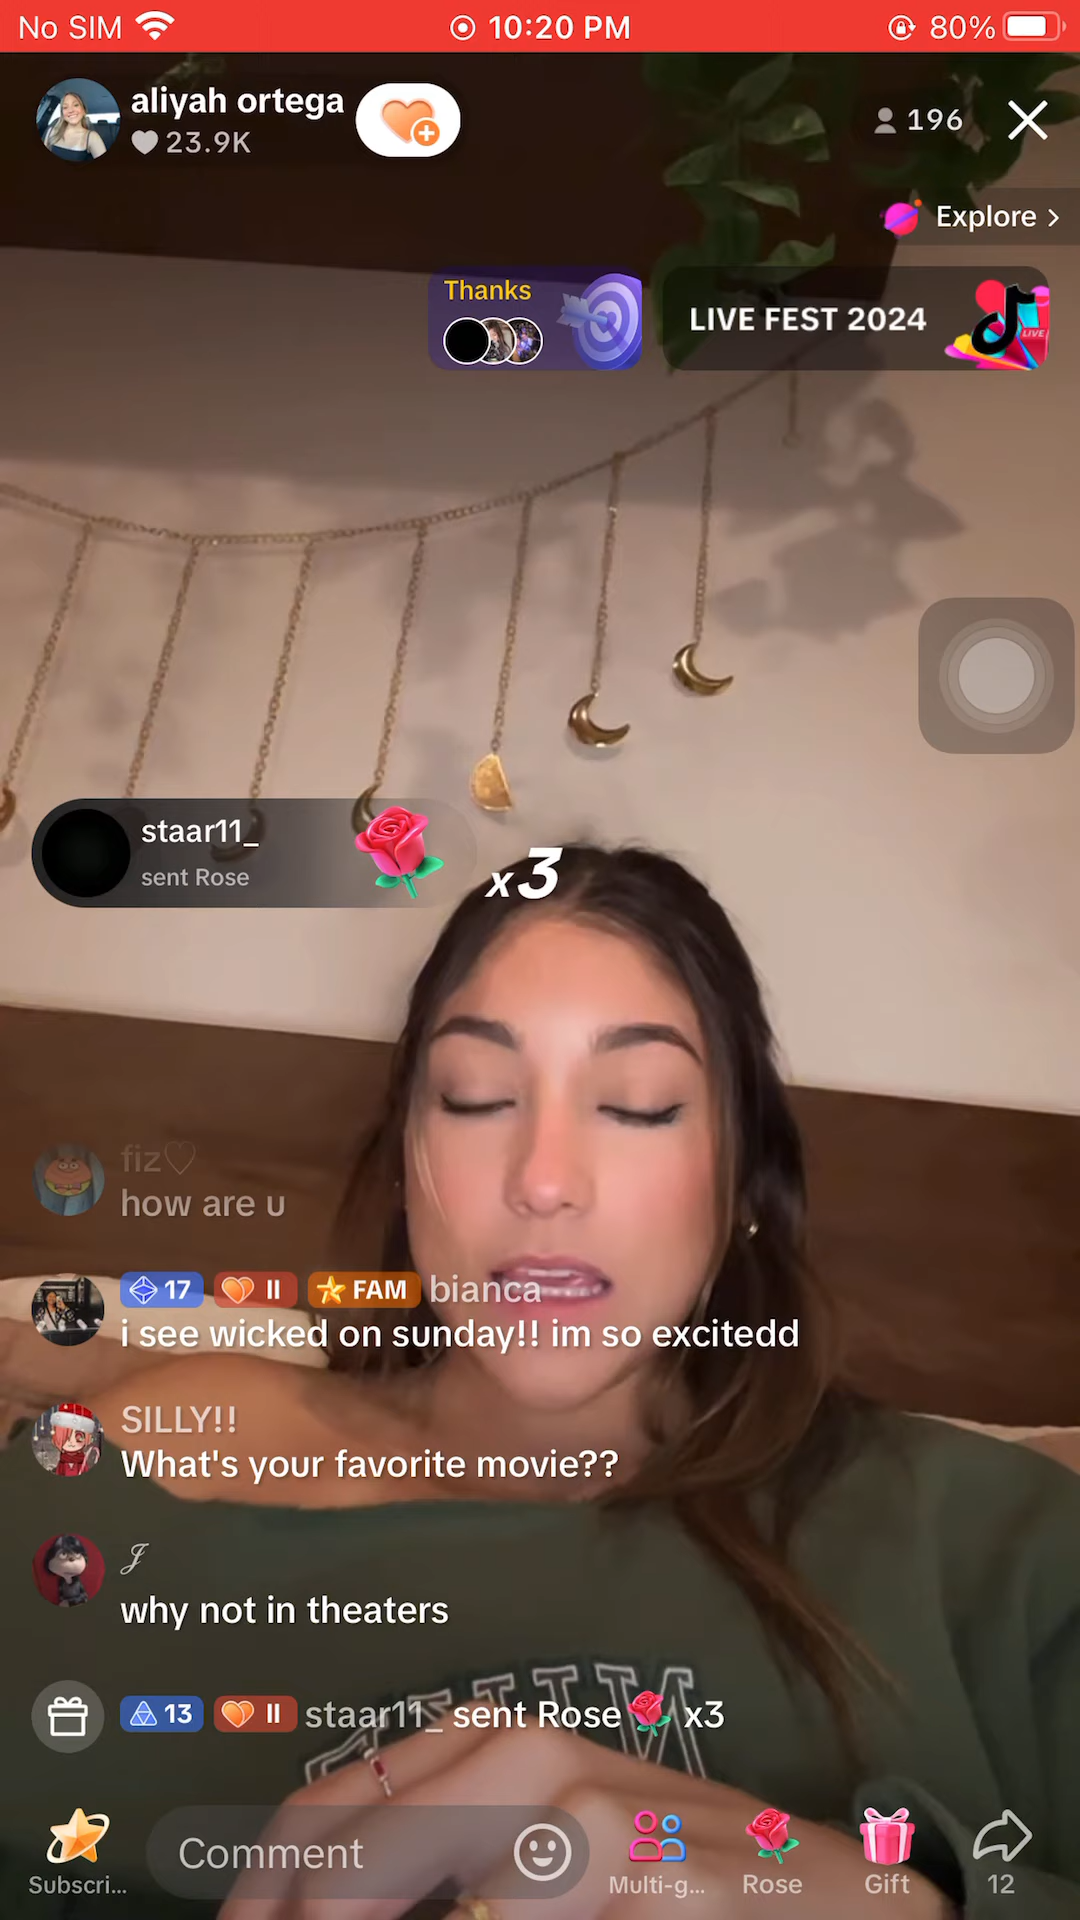 No SIM 10:20 PM 80%
aliyah ortega
23.9K
196
Explore >
Thanks
LIVE FEST 2024
LIVE
staar11_
sent Rose
x3
fiz♡
how are u
17 II FAM bianca
i see wicked on sunday!! im so excitedd
SILLY!!
What's your favorite movie??
J
why not in theaters
13 II staar11_ sent Rose x3
Subscri... Comment Multi-g... Rose Gift 12